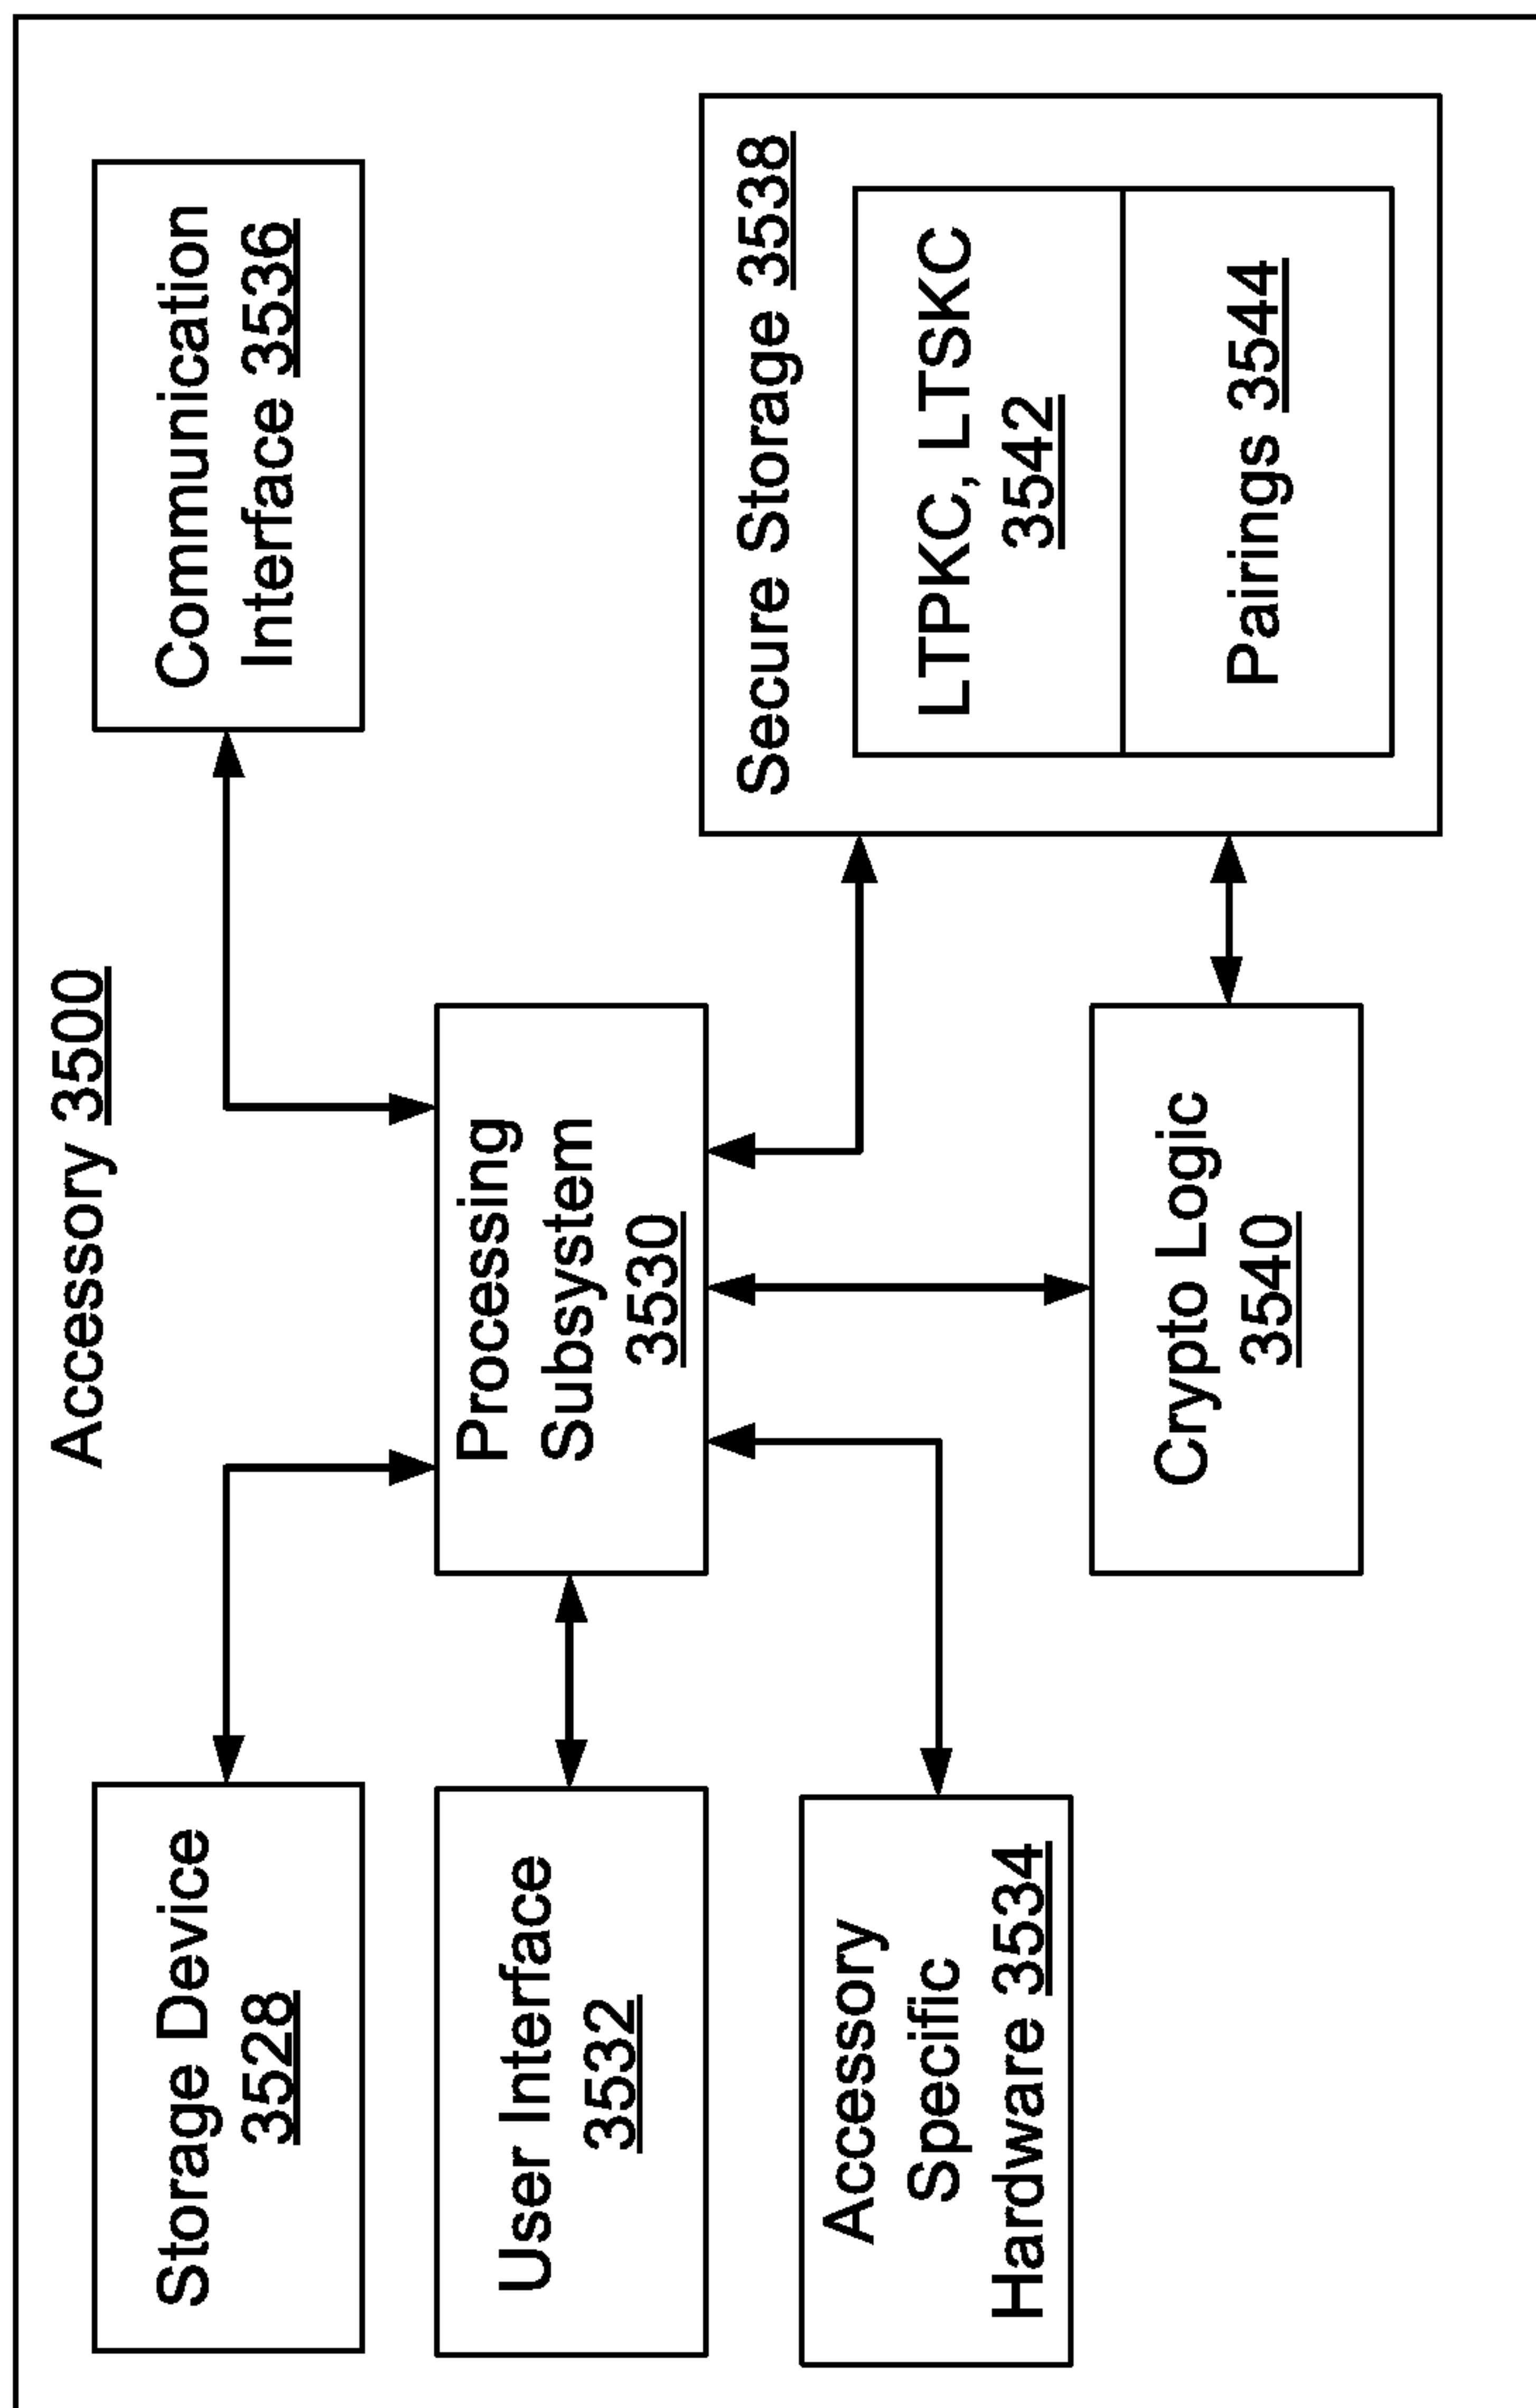 Accessory 3500
Storage Device
3528
Communication
Interface 3536
User Interface
3532
Processing
Subsystem
3530
Secure Storage 3538
LTPKC, LTSKC
3542
Pairings 3544
Accessory
Specific
Hardware 3534
Crypto Logic
3540